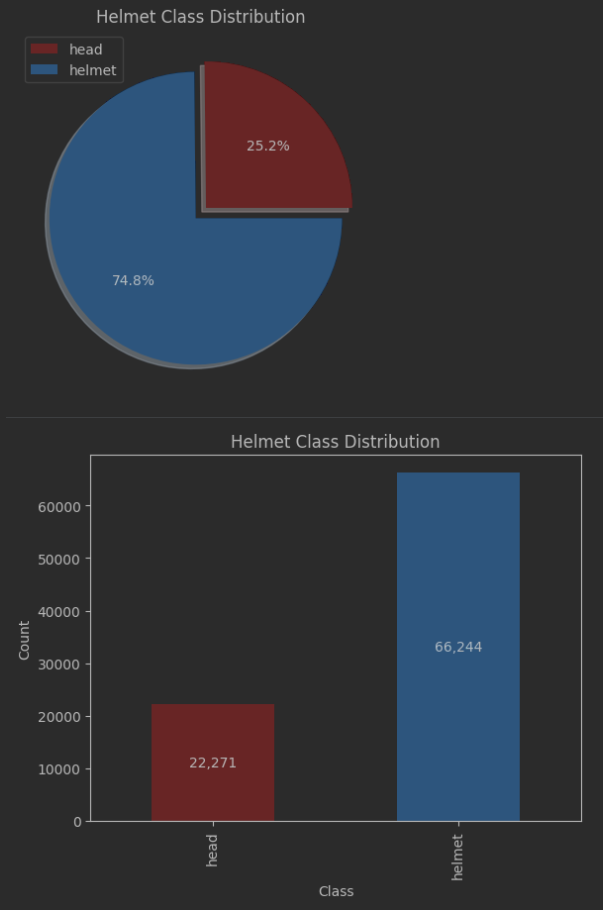 Helmet Class Distribution
head
helmet
25.2%
74.8%
Helmet Class Distribution
60000
50000
40000
30000
20000
10000
0
Count
66,244
22,271
head
helmet
Class